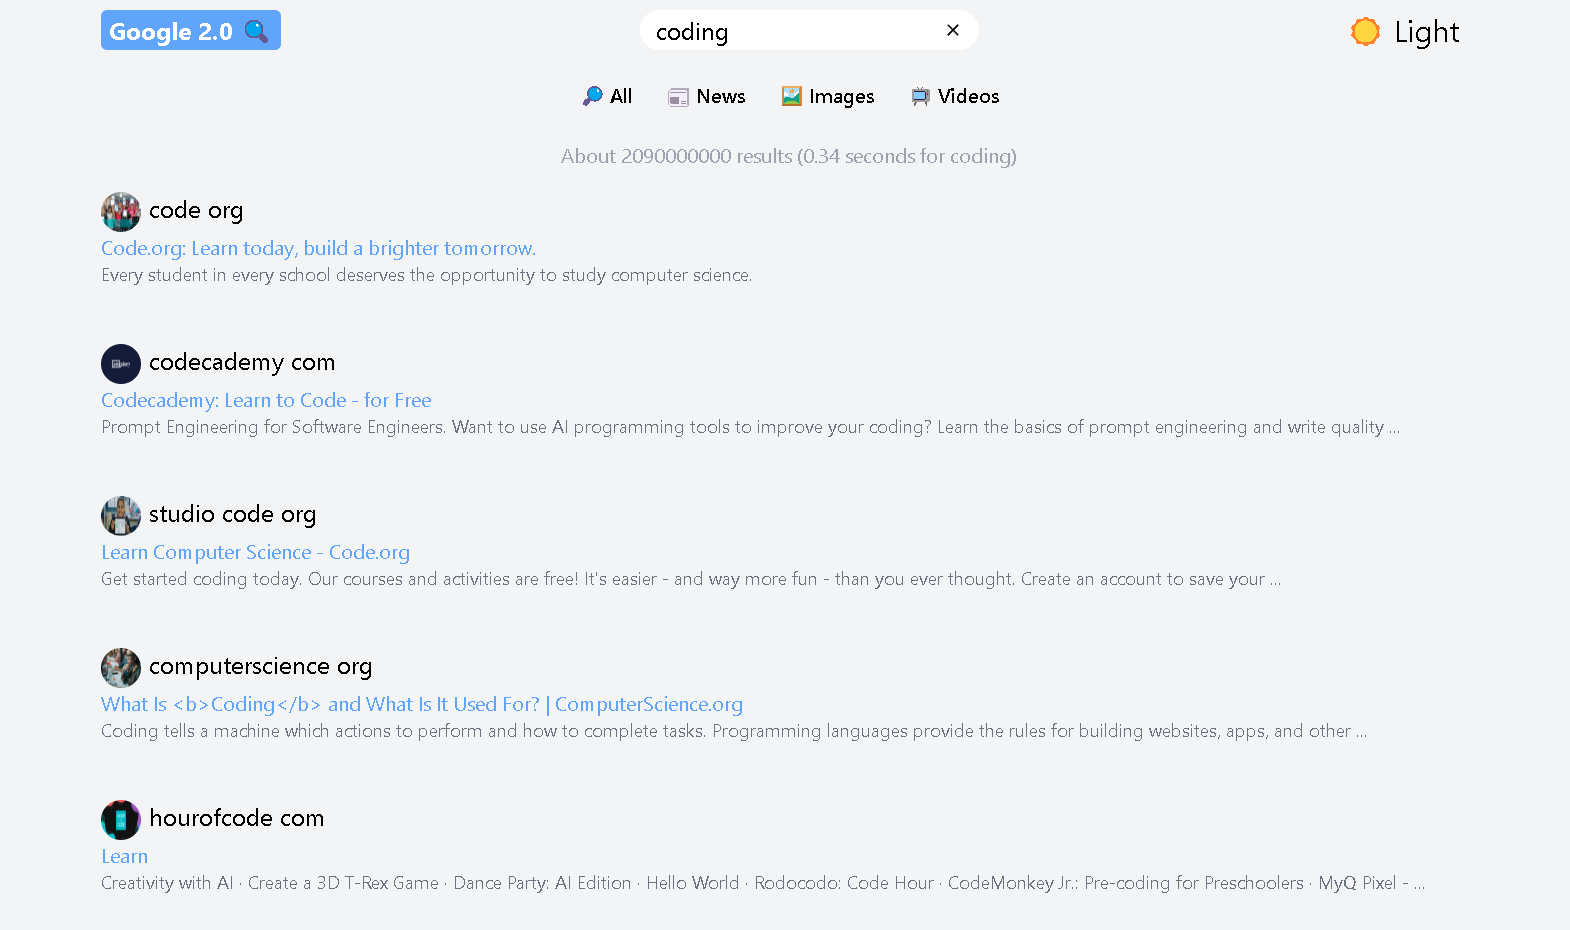 Google 2.0
coding ×
Light
All News Images Videos
About 2090000000 results (0.34 seconds for coding)
code org
Code.org: Learn today, build a brighter tomorrow.
Every student in every school deserves the opportunity to study computer science.
codecademy com
Codecademy: Learn to Code - for Free
Prompt Engineering for Software Engineers. Want to use AI programming tools to improve your coding? Learn the basics of prompt engineering and write quality ...
studio code org
Learn Computer Science - Code.org
Get started coding today. Our courses and activities are free! It's easier - and way more fun - than you ever thought. Create an account to save your ...
computerscience org
What Is <b>Coding</b> and What Is It Used For? | ComputerScience.org
Coding tells a machine which actions to perform and how to complete tasks. Programming languages provide the rules for building websites, apps, and other ...
hourofcode com
Learn
Creativity with AI · Create a 3D T-Rex Game · Dance Party: AI Edition · Hello World · Rodocodo: Code Hour · CodeMonkey Jr.: Pre-coding for Preschoolers · MyQ Pixel - ...